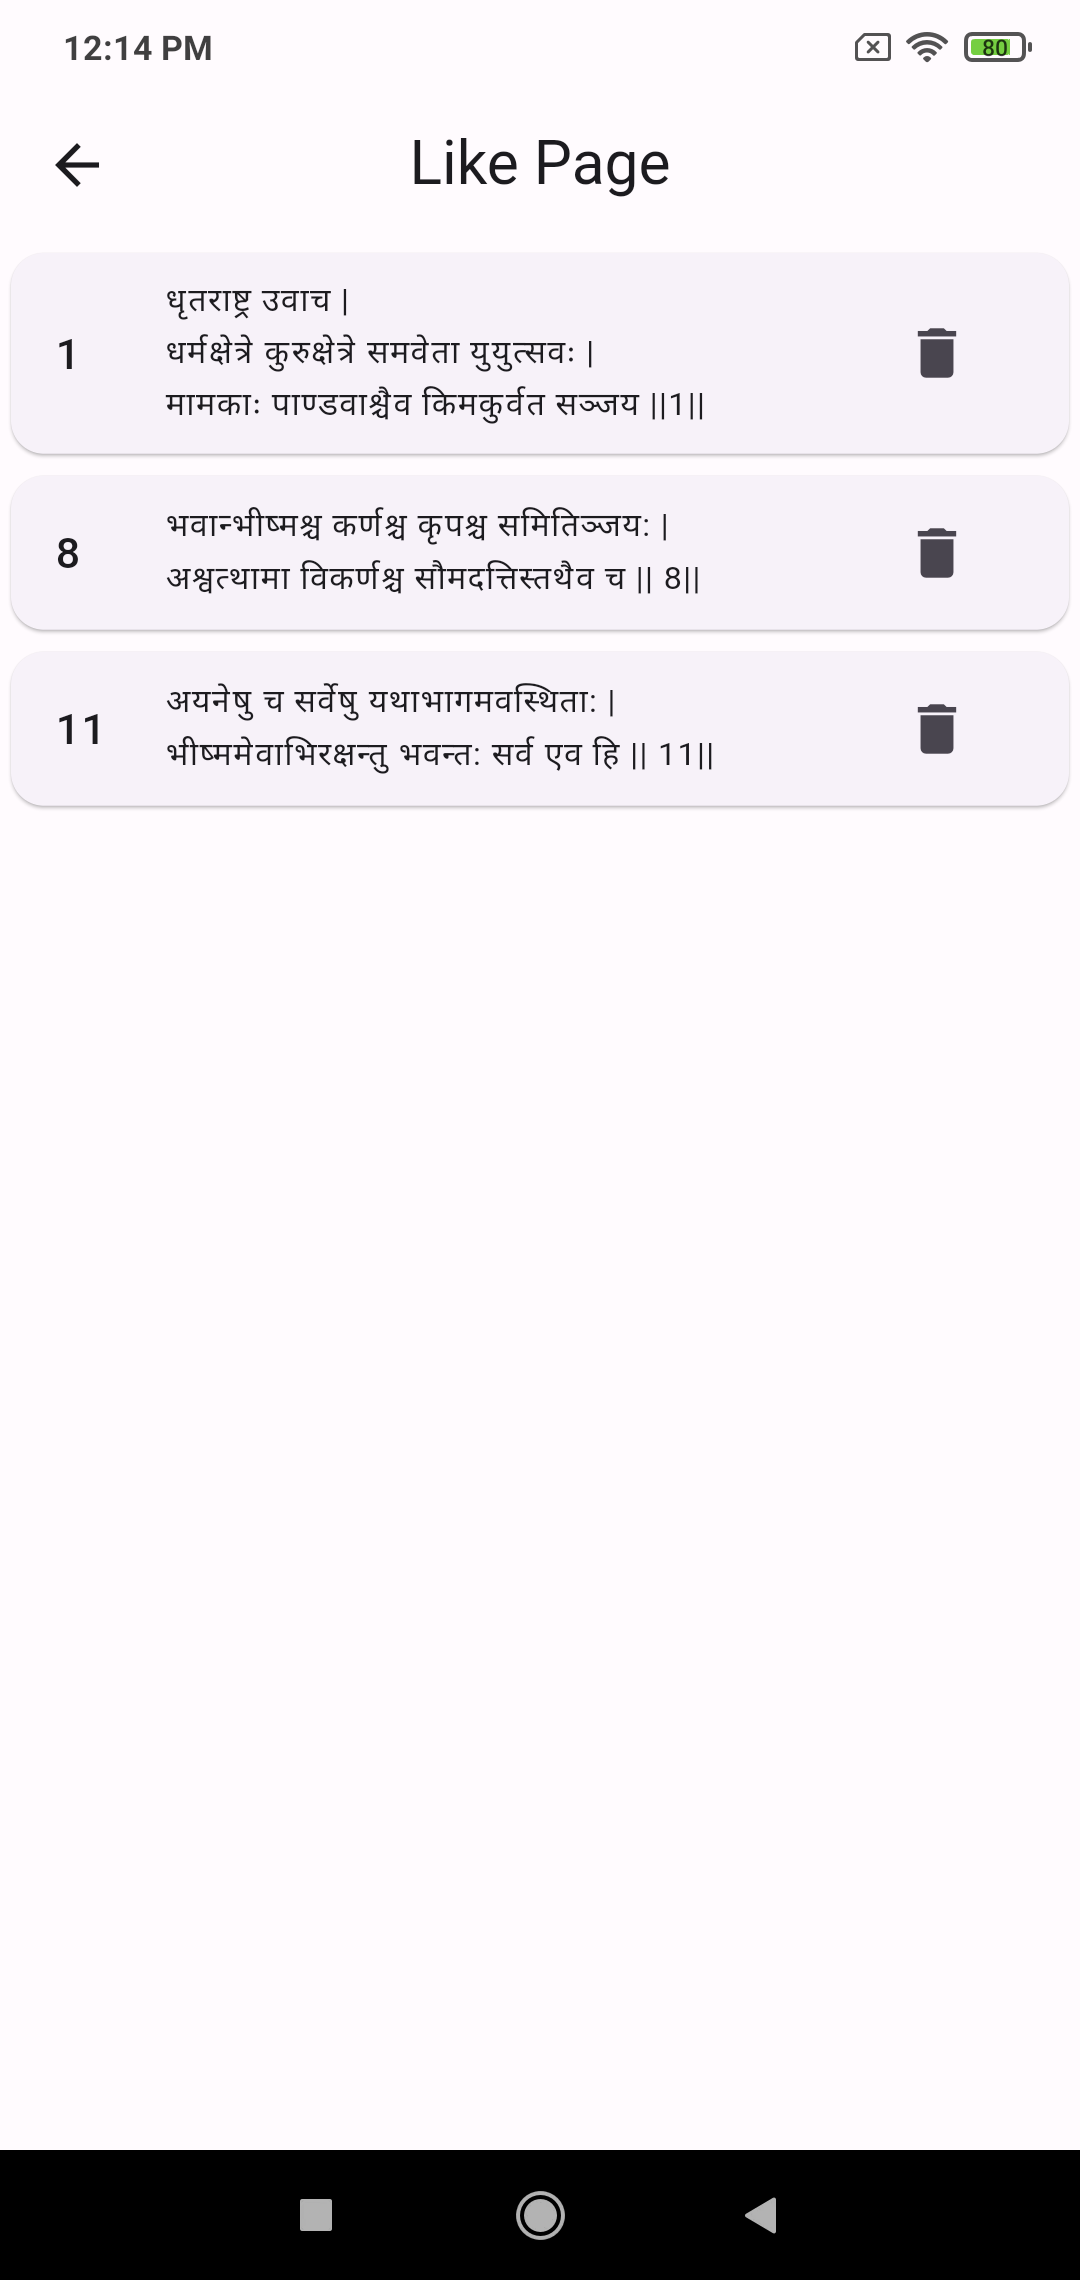 12:14 PM
80
Like Page
1
धृतराष्ट्र उवाच |
धर्मक्षेत्रे कुरुक्षेत्रे समवेता युयुत्सवः |
मामकाः पाण्डवाश्चैव किमकुर्वत सञ्जय ||1||
8
भवान्भीष्मश्च कर्णश्च कृपश्च समितिञ्जय: |
अश्वत्थामा विकर्णश्च सौमदत्तिस्तथैव च || 8||
11
अयनेषु च सर्वेषु यथाभागमवस्थिता: |
भीष्ममेवाभिरक्षन्तु भवन्त: सर्व एव हि || 11||